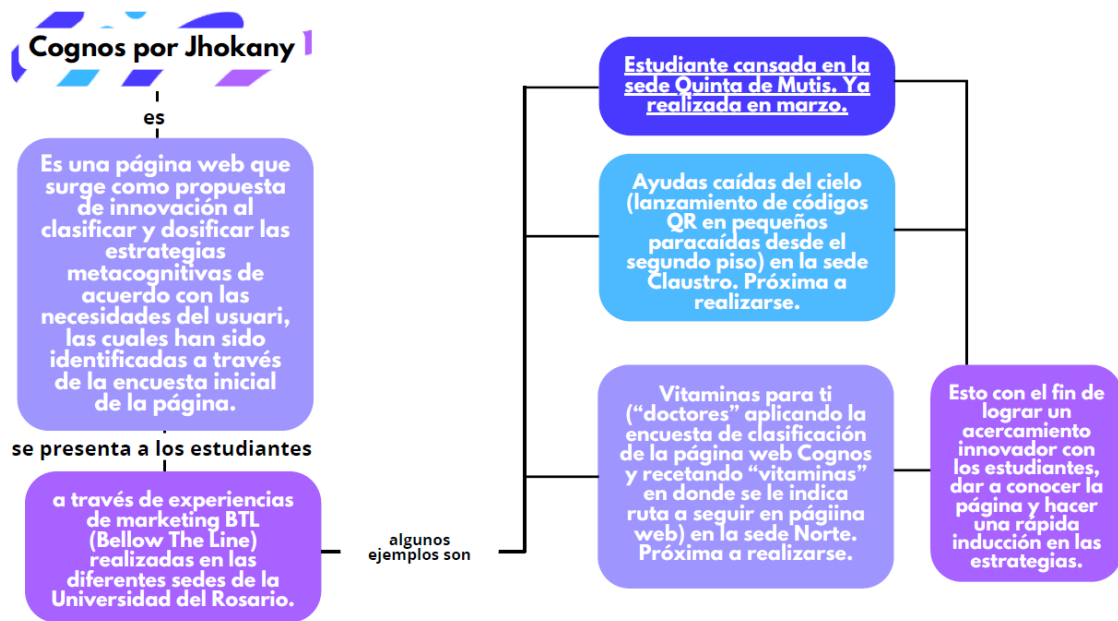 Cognos por Jhokany
es
Es una página web que
surge como propuesta
de innovación al
clasificar y dosificar las
estrategias
metacognitivas de
acuerdo con las
necesidades del usuari,
las cuales han sido
identificadas a través
de la encuesta inicial
de la página.
se presenta a los estudiantes
a través de experiencias
de marketing BTL
(Bellow The Line)
realizadas en las
diferentes sedes de la
Universidad del Rosario.
algunos
ejemplos son
Estudiante cansada en la
sede Quinta de Mutis. Ya
realizada en marzo.
Ayudas caídas del cielo
(lanzamiento de códigos
QR en pequeños
paracaídas desde el
segundo piso) en la sede
Claustro. Próxima a
realizarse.
Vitaminas para ti
(“doctores” aplicando la
encuesta de clasificación
de la página web Cognos
y recetando “vitaminas”
en donde se le indica
ruta a seguir en págiina
web) en la sede Norte.
Próxima a realizarse.
Esto con el fin de
lograr un
acercamiento
innovador con
los estudiantes,
dar a conocer la
página y hacer
una rápida
inducción en las
estrategias.